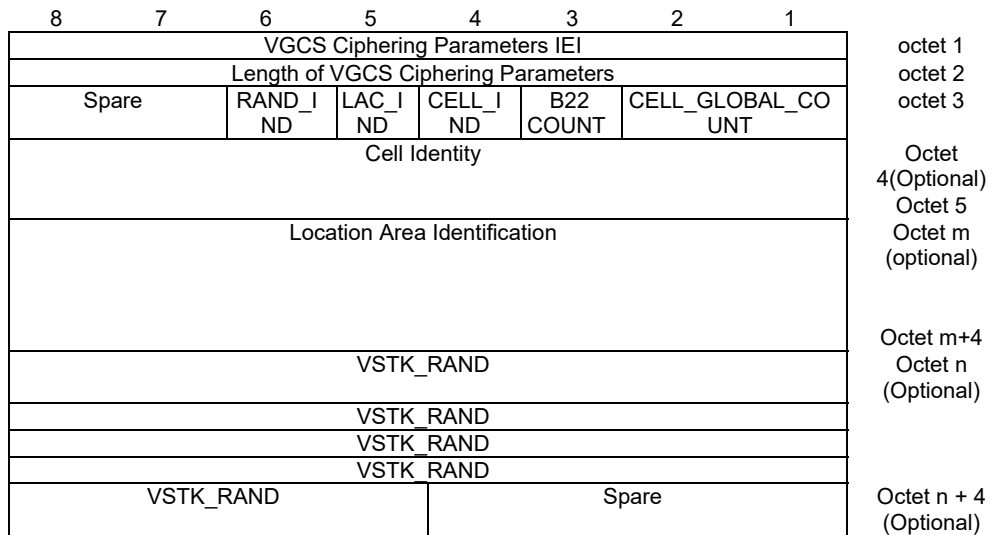 8 7 6 5 4 3 2 1
VGCS Ciphering Parameters IEI octet 1
Length of VGCS Ciphering Parameters octet 2
Spare RAND_I LAC_I CELL_I B22 CELL_GLOBAL_CO octet 3
ND ND ND COUNT UNT
Cell Identity Octet
4(Optional)
Octet 5
Location Area Identification Octet m
(optional)
Octet m+4
VSTK_RAND Octet n
(Optional)
VSTK_RAND
VSTK_RAND
VSTK_RAND
VSTK_RAND Spare Octet n + 4
(Optional)